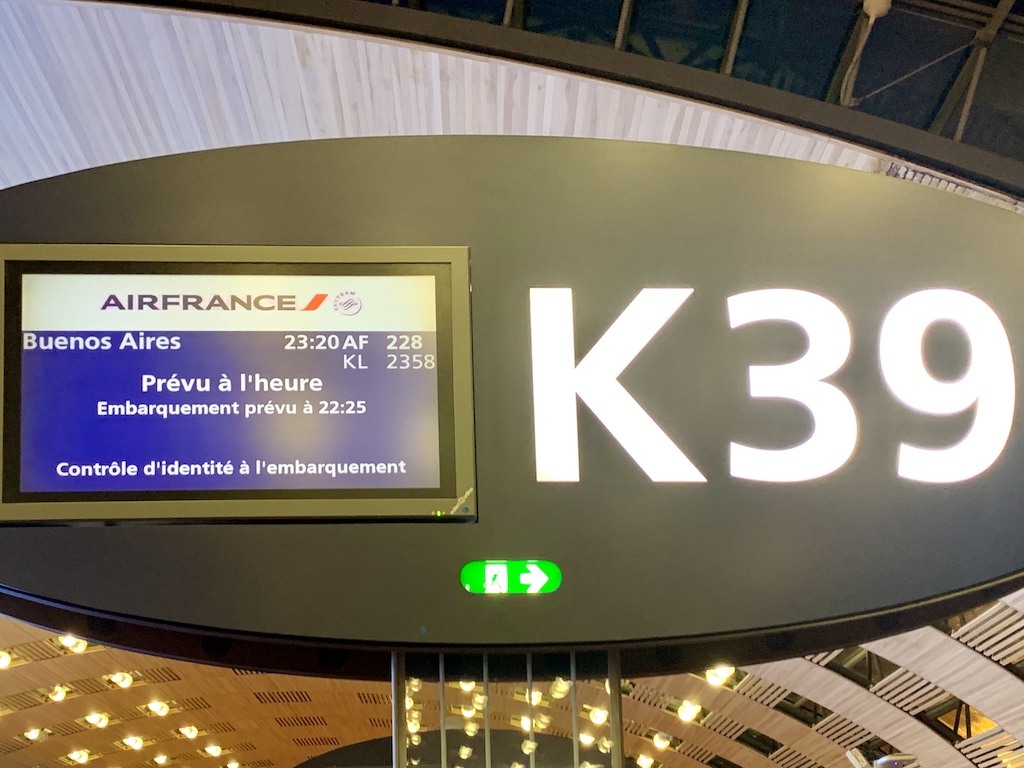 AIRFRANCE
Buenos Aires 23:20 AF 228
KL 2358
Prévu à l'heure
Embarquement prévu à 22:25
Contrôle d'identité à l'embarquement
K39